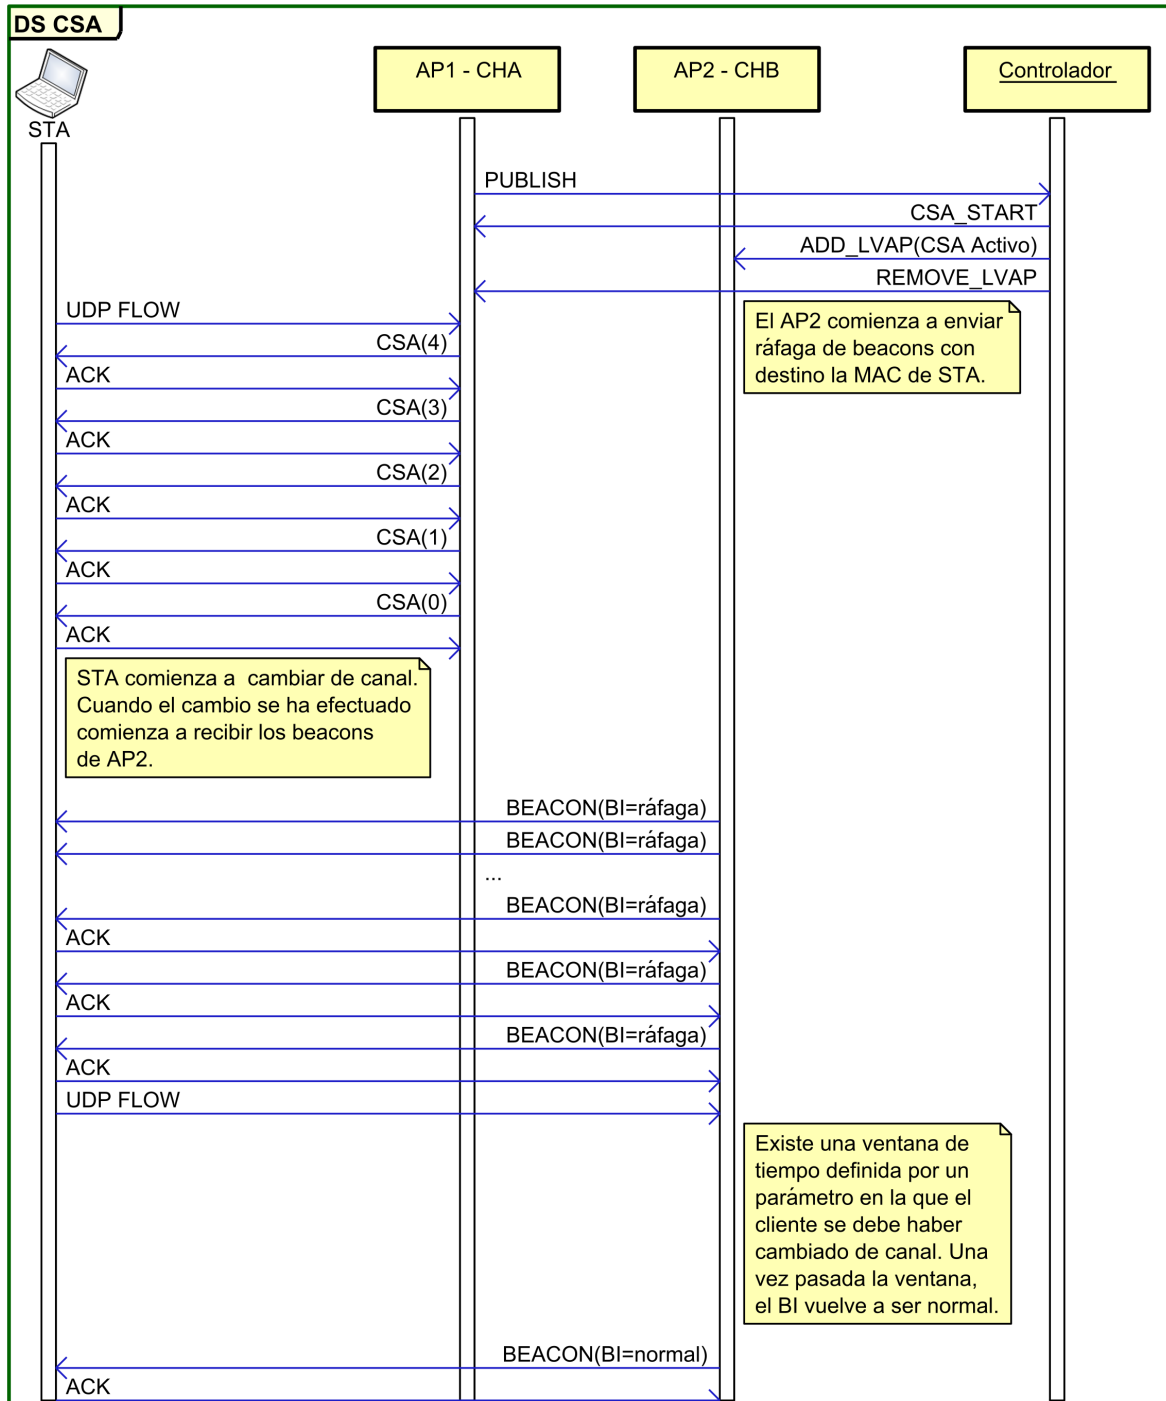 DS CSA
STA
AP1 - CHA
AP2 - CHB
Controlador
PUBLISH
CSA_START
ADD_LVAP(CSA Activo)
REMOVE_LVAP
UDP FLOW
El AP2 comienza a enviar
ráfaga de beacons con
destino la MAC de STA.
CSA(4)
ACK
CSA(3)
ACK
CSA(2)
ACK
CSA(1)
ACK
CSA(0)
ACK
STA comienza a  cambiar de canal.
Cuando el cambio se ha efectuado
comienza a recibir los beacons
de AP2.
BEACON(BI=ráfaga)
BEACON(BI=ráfaga)
...
BEACON(BI=ráfaga)
ACK
BEACON(BI=ráfaga)
ACK
BEACON(BI=ráfaga)
ACK
UDP FLOW
Existe una ventana de
tiempo definida por un
parámetro en la que el
cliente se debe haber
cambiado de canal. Una
vez pasada la ventana,
el BI vuelve a ser normal.
BEACON(BI=normal)
ACK